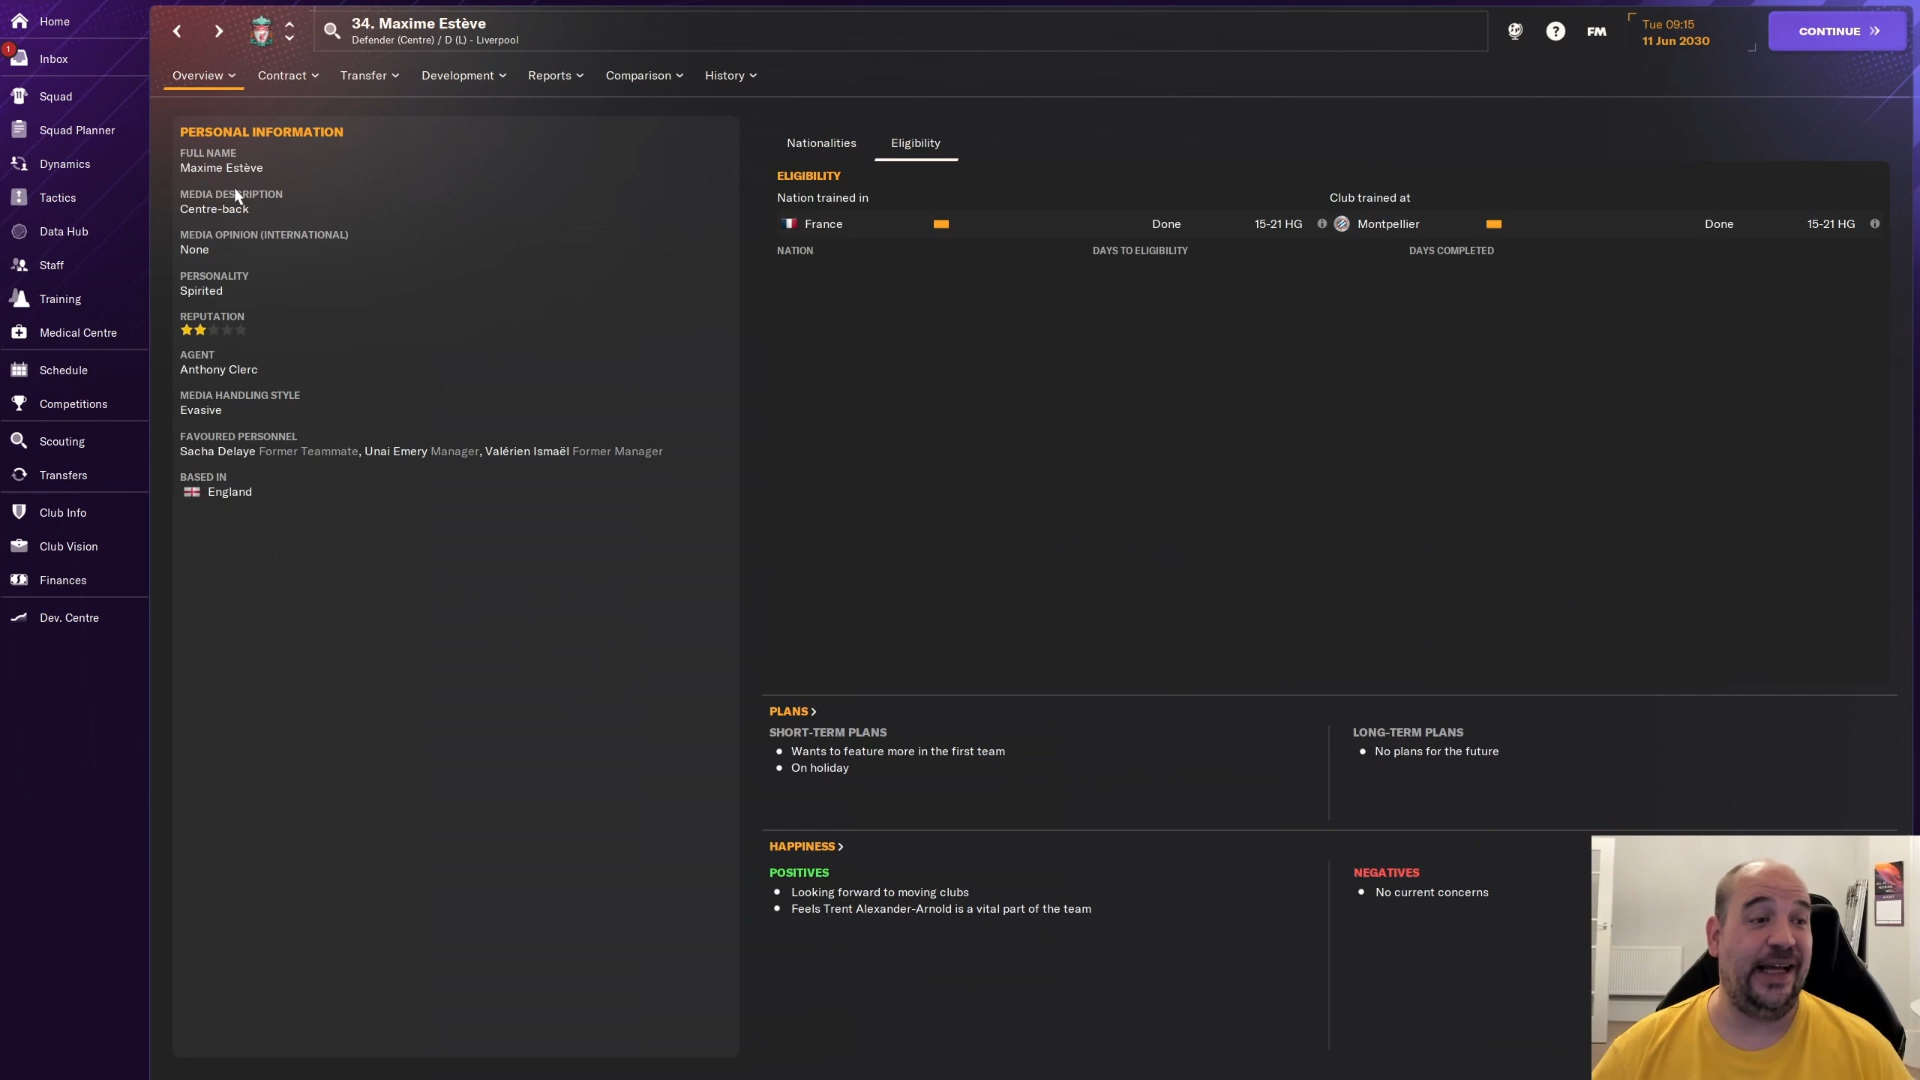 Home
1
Inbox
Squad
Squad Planner
Dynamics
Tactics
Data Hub
Staff
Training
Medical Centre
Schedule
Competitions
Scouting
Transfers
Club Info
Club Vision
Finances
Dev. Centre
34. Maxime Estève
Defender (Centre) / D (L) - Liverpool
?
FM
Tue 09:15
11 Jun 2030
CONTINUE
Overview
Contract
Transfer
Development
Reports
Comparison
History
PERSONAL INFORMATION
FULL NAME
Maxime Estève
MEDIA DESCRIPTION
Centre-back
MEDIA OPINION (INTERNATIONAL)
None
PERSONALITY
Spirited
REPUTATION
AGENT
Anthony Clerc
MEDIA HANDLING STYLE
Evasive
FAVOURED PERSONNEL
Sacha Delaye Former Teammate, Unai Emery Manager, Valérien Ismaël Former Manager
BASED IN
England
Nationalities
Eligibility
ELIGIBILITY
Nation trained in
Club trained at
France Done 15-21 HG
Montpellier Done 15-21 HG
NATION DAYS TO ELIGIBILITY DAYS COMPLETED
PLANS
SHORT-TERM PLANS
• Wants to feature more in the first team
• On holiday
LONG-TERM PLANS
• No plans for the future
HAPPINESS
POSITIVES
• Looking forward to moving clubs
• Feels Trent Alexander-Arnold is a vital part of the team
NEGATIVES
• No current concerns